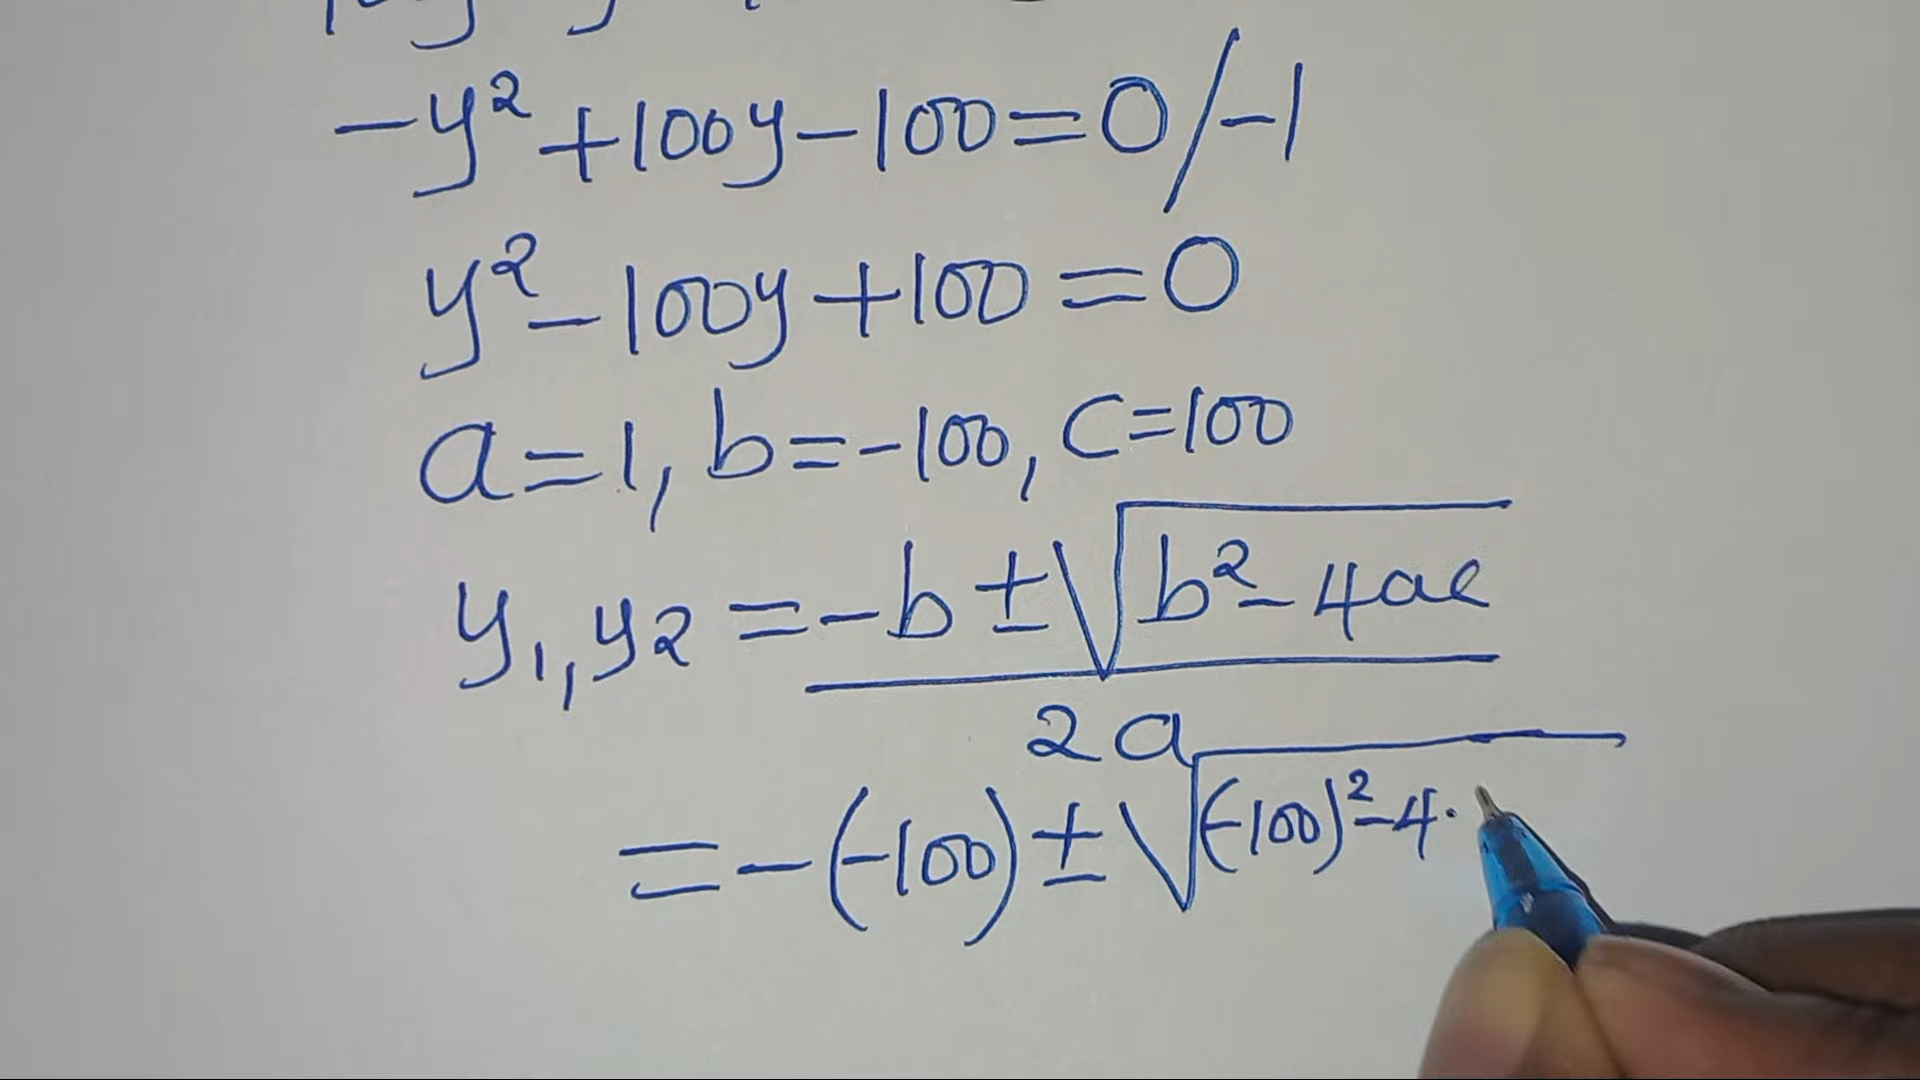 -y²+100y-100=0/-1
y²-100y+100=0
a=1, b=-100, c=100
y₁,y₂=-b±√b²-4ac
2a
=-(-100)±√(-100)²-4·